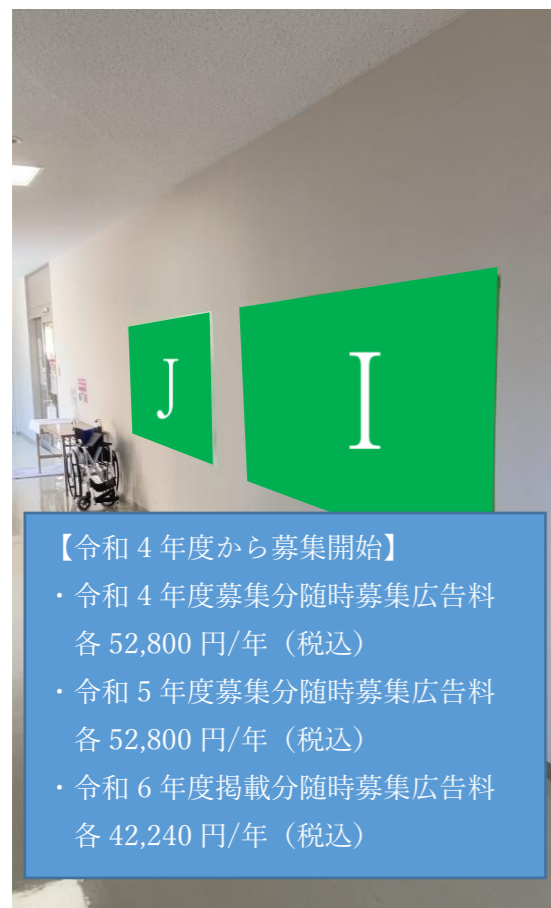 J
I
【令和 4 年度から募集開始】
・令和 4 年度募集分随時募集広告料
各 52,800 円/年（税込）
・令和 5 年度募集分随時募集広告料
各 52,800 円/年（税込）
・令和 6 年度掲載分随時募集広告料
各 42,240 円/年（税込）